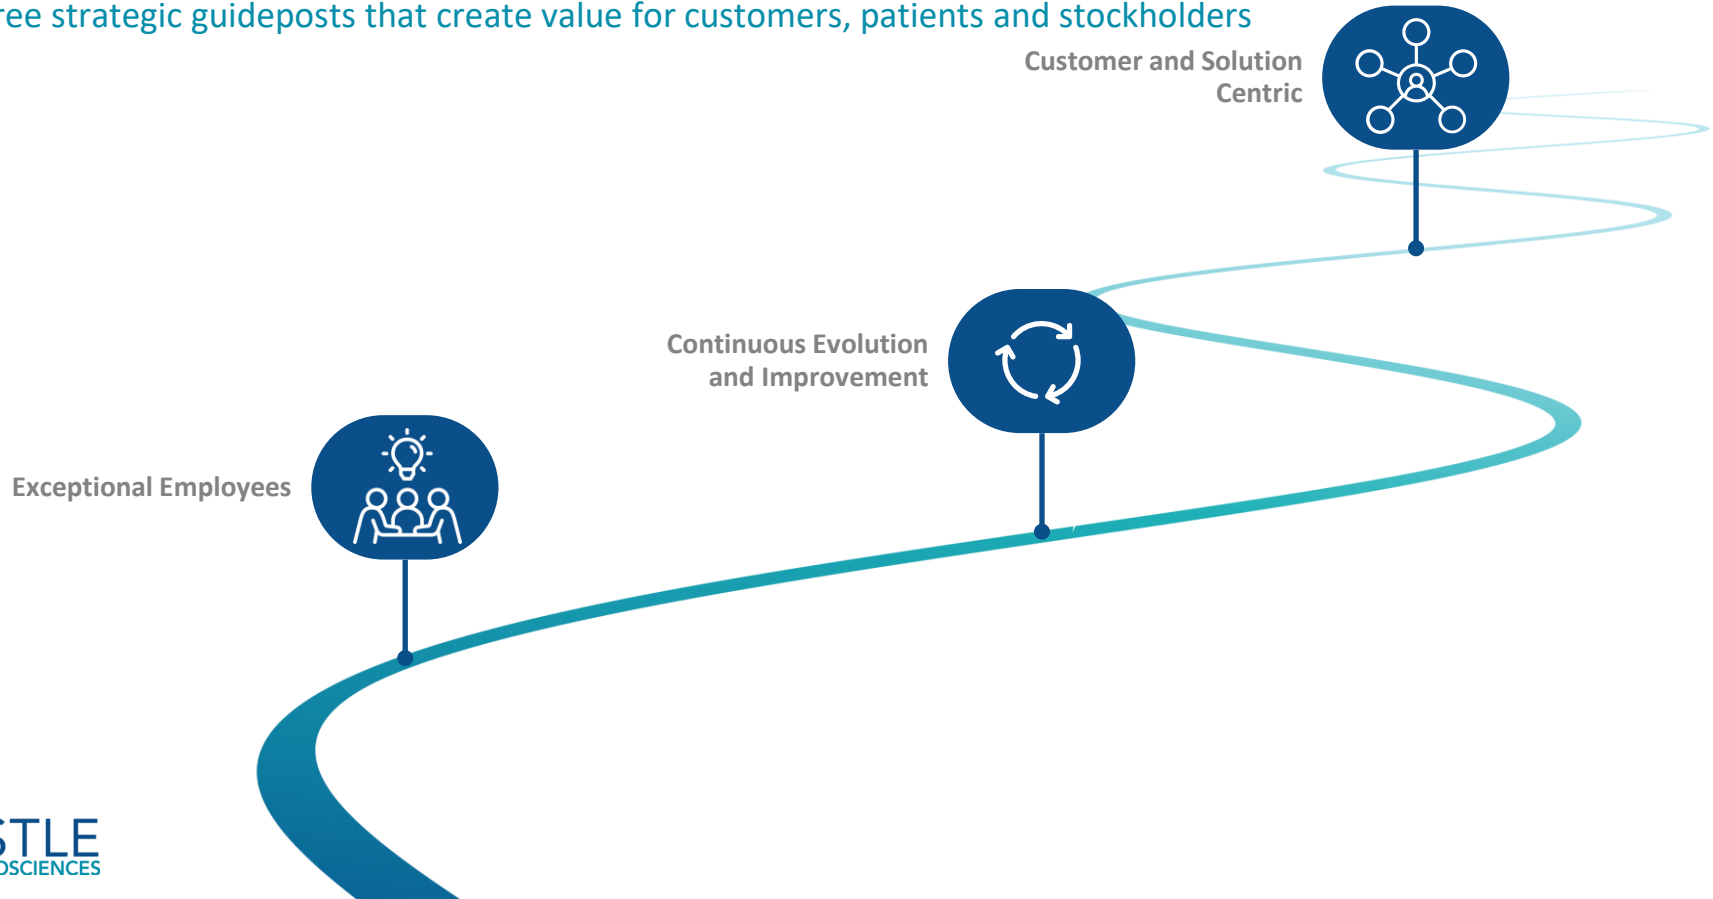 ree strategic guideposts that create value for customers, patients and stockholders
Customer and Solution
Centric
Continuous Evolution
and Improvement
Exceptional Employees
STLE
OSCIENCES